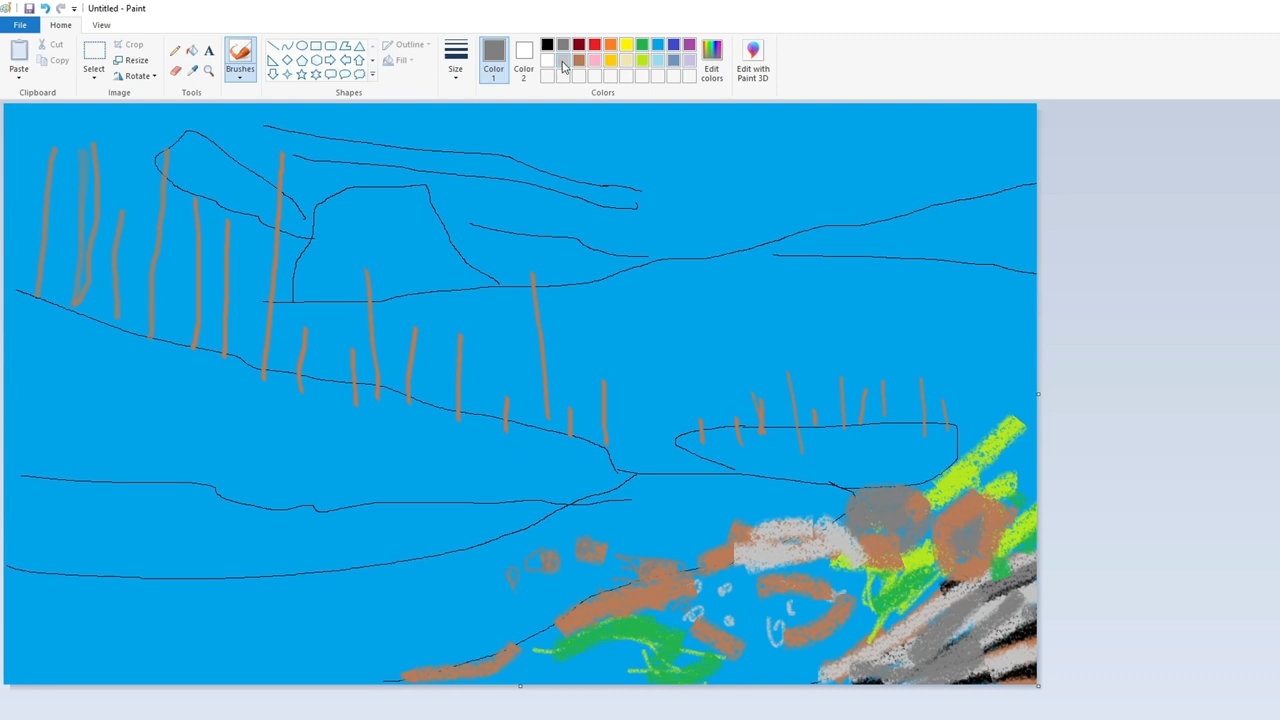 Untitled - Paint
File Home View
Paste Cut Copy Select Crop Resize Rotate A Brushes Outline Fill Size Color 1 Color 2 Edit colors Edit with Paint 3D
Clipboard Image Tools Shapes Colors